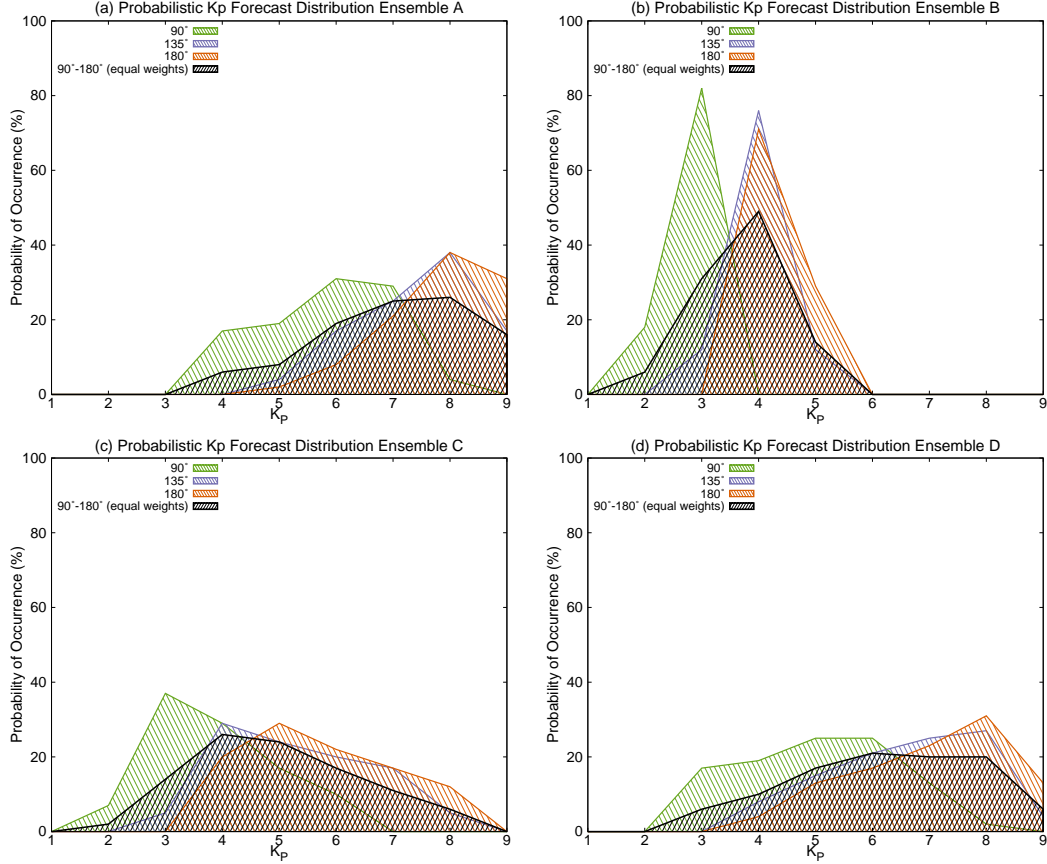 (a) Probabilistic Kp Forecast Distribution Ensemble A
90°
135°
180°
90°-180° (equal weights)
Probability of Occurrence (%)
100
80
60
40
20
0
1 2 3 4 5 6 7 8 9
K_P
(b) Probabilistic Kp Forecast Distribution Ensemble B
90°
135°
180°
90°-180° (equal weights)
Probability of Occurrence (%)
100
80
60
40
20
0
1 2 3 4 5 6 7 8 9
K_P
(c) Probabilistic Kp Forecast Distribution Ensemble C
90°
135°
180°
90°-180° (equal weights)
Probability of Occurrence (%)
100
80
60
40
20
0
1 2 3 4 5 6 7 8 9
K_P
(d) Probabilistic Kp Forecast Distribution Ensemble D
90°
135°
180°
90°-180° (equal weights)
Probability of Occurrence (%)
100
80
60
40
20
0
1 2 3 4 5 6 7 8 9
K_P